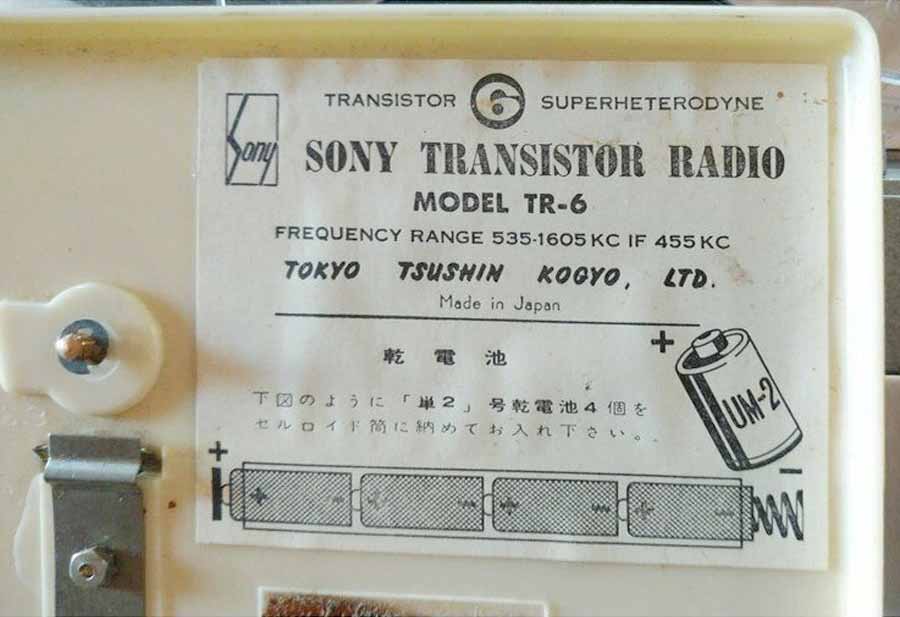 Sony
TRANSISTOR 6 SUPERHETERODYNE
SONY TRANSISTOR RADIO
MODEL TR-6
FREQUENCY RANGE 535-1605 KC IF 455 KC
TOKYO TSUSHIN KOGYO, LTD.
Made in Japan
乾電池
+
UM-2
-
下図のように「単2」号乾電池4個を
セルロイド筒に納めてお入れ下さい。
+
+ + + +